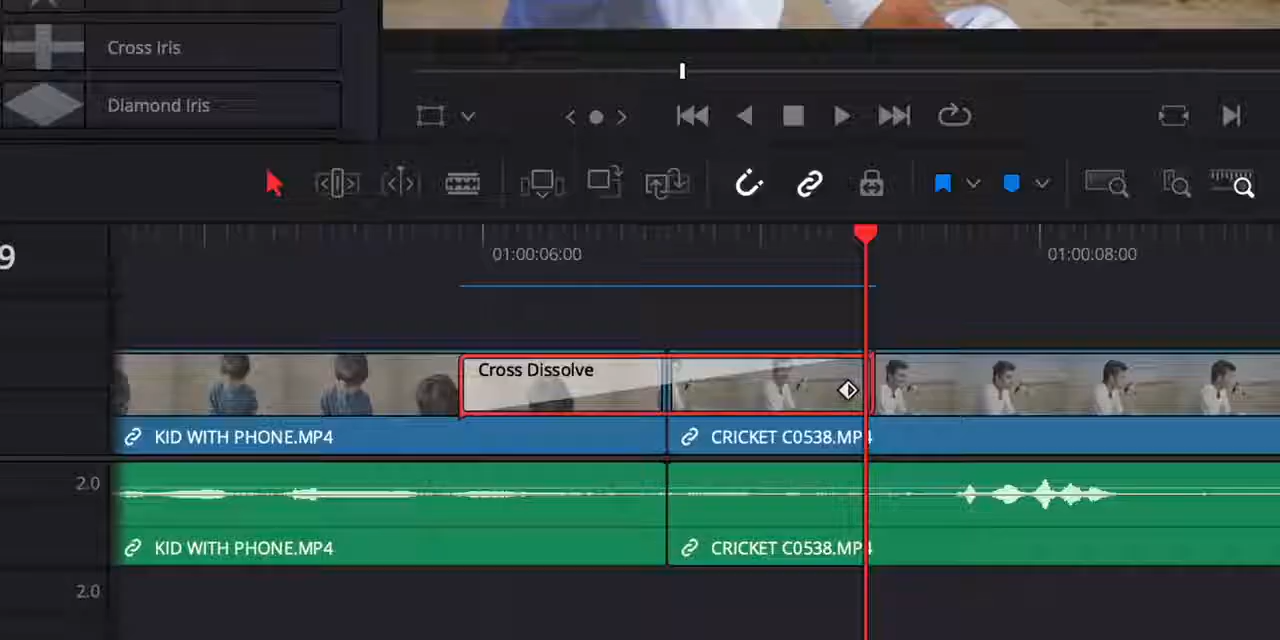 Cross Iris
Diamond Iris
9
01:00:06:00
01:00:08:00
Cross Dissolve
KID WITH PHONE.MP4
CRICKET C0538.MP4
2.0
KID WITH PHONE.MP4
CRICKET C0538.MP4
2.0